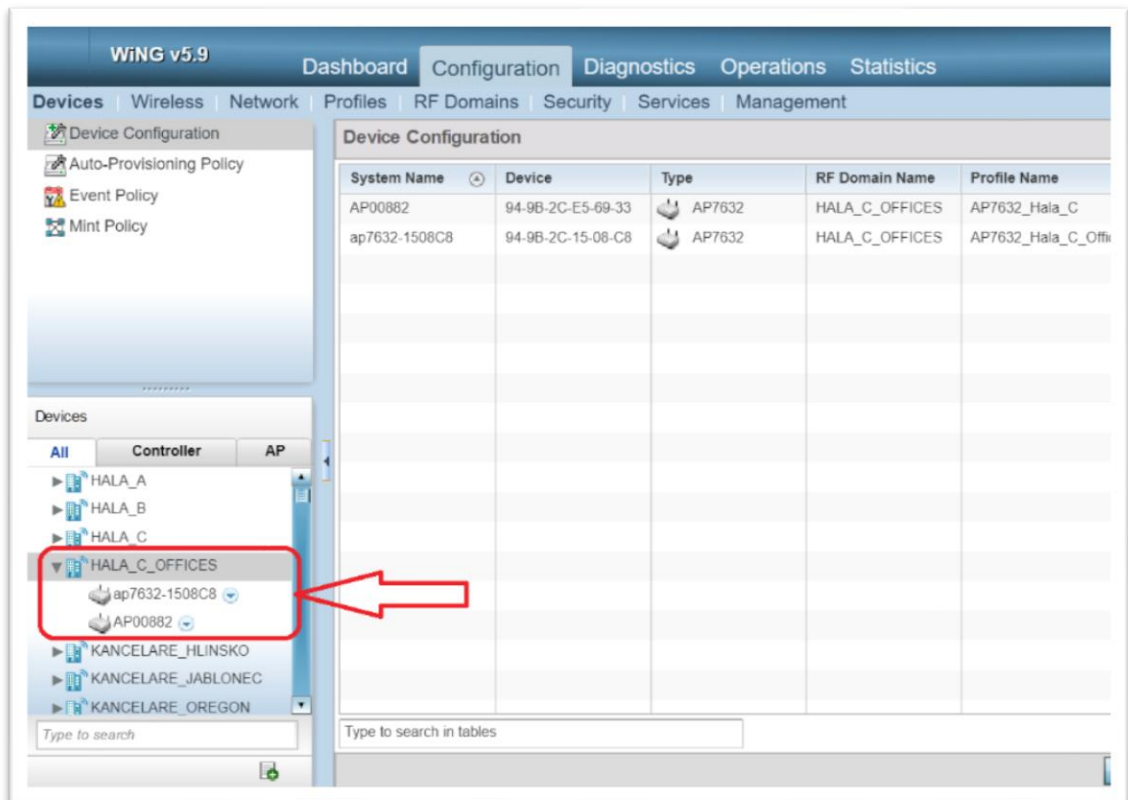 WiNG v5.9
Dashboard Configuration Diagnostics Operations Statistics
Devices Wireless Network Profiles RF Domains Security Services Management
Device Configuration
Auto-Provisioning Policy
Event Policy
Mint Policy
Devices
All Controller AP
HALA_A
HALA_B
HALA_C
HALA_C_OFFICES
ap7632-1508C8
AP00882
KANCELARE_HLINSKO
KANCELARE_JABLONEC
KANCELARE_OREGON
Type to search
Device Configuration
System Name Device Type RF Domain Name Profile Name
AP00882 94-9B-2C-E5-69-33 AP7632 HALA_C_OFFICES AP7632_Hala_C
ap7632-1508C8 94-9B-2C-15-08-C8 AP7632 HALA_C_OFFICES AP7632_Hala_C_Offi
Type to search in tables